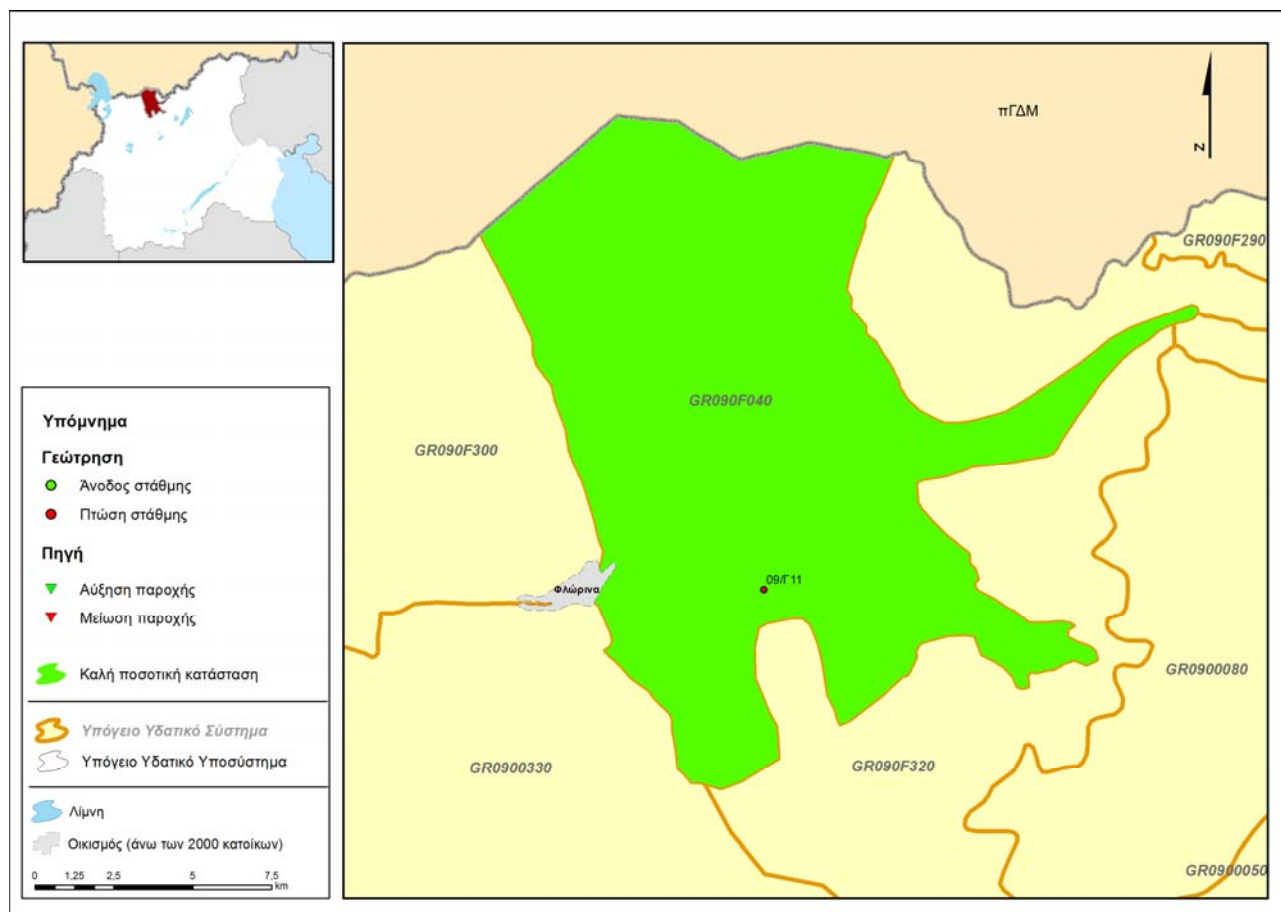 πΓΔΜ
N
GR090F290
GR090F040
GR090F300
09/Γ11
Φλώρινα
GR0900080
GR0900330
GR090F320
GR0900050
Υπόμνημα
Γεώτρηση
Άνοδος στάθμης
Πτώση στάθμης
Πηγή
Αύξηση παροχής
Μείωση παροχής
Καλή ποσοτική κατάσταση
Υπόγειο Υδατικό Σύστημα
Υπόγειο Υδατικό Υποσύστημα
Λίμνη
Οικισμός (άνω των 2000 κατοίκων)
0 1,25 2,5 5 7,5
km